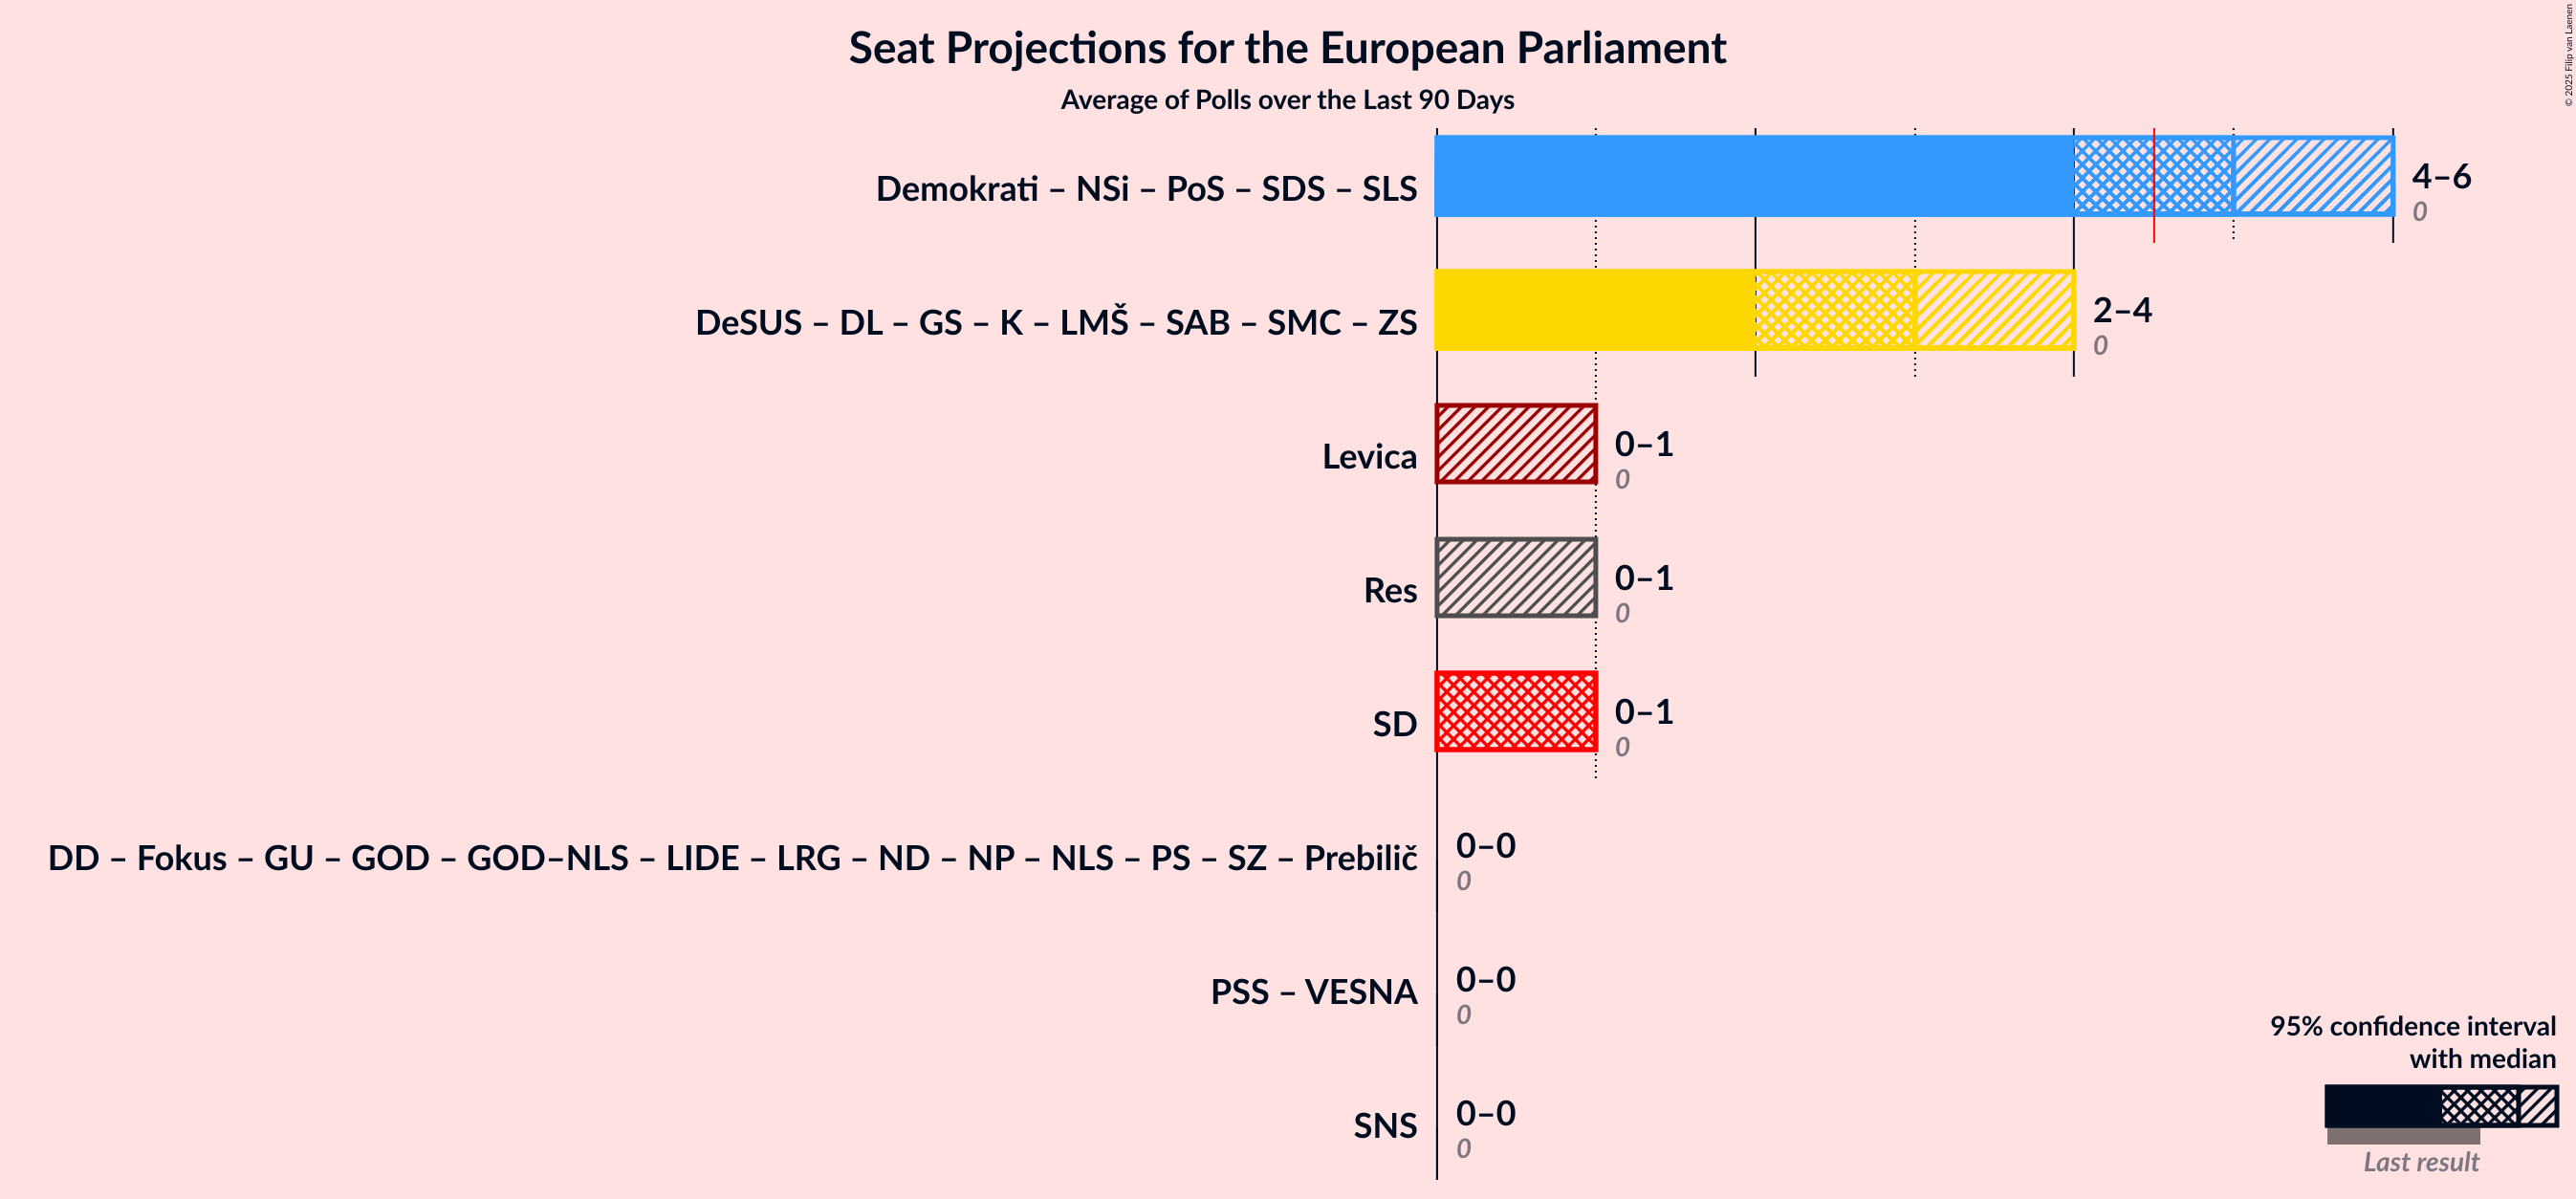 Seat Projections for the European Parliament
Average of Polls over the Last 90 Days
© 2025 Filip van Laenen
Demokrati – NSi – PoS – SDS – SLS
4–6
0
DeSUS – DL – GS – K – LMŠ – SAB – SMC – ZS
2–4
0
Levica
0–1
0
Res
0–1
0
SD
0–1
0
DD – Fokus – GU – GOD – GOD–NLS – LIDE – LRG – ND – NP – NLS – PS – SZ – Prebilič
0–0
0
PSS – VESNA
0–0
0
SNS
0–0
0
95% confidence interval
with median
Last result